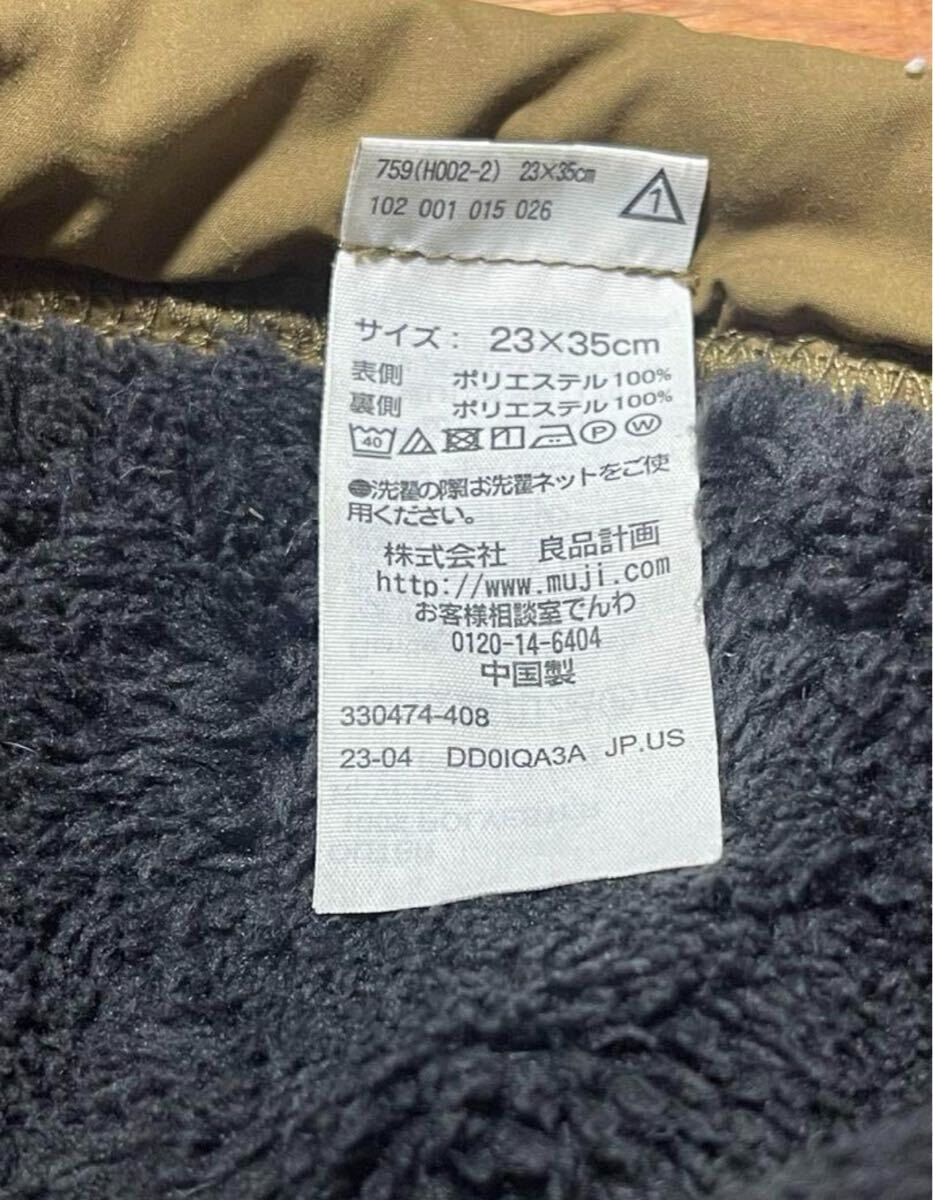 759(H002-2) 23×35cm
102 001 015 026
1
サイズ： 23×35cm
表側 ポリエステル100%
裏側 ポリエステル100%
40 P W
●洗濯の際は洗濯ネットをご使
用ください。
株式会社 良品計画
http://www.muji.com
お客様相談室でんわ
0120-14-6404
中国製
330474-408
23-04 DD0IQA3A JP.US